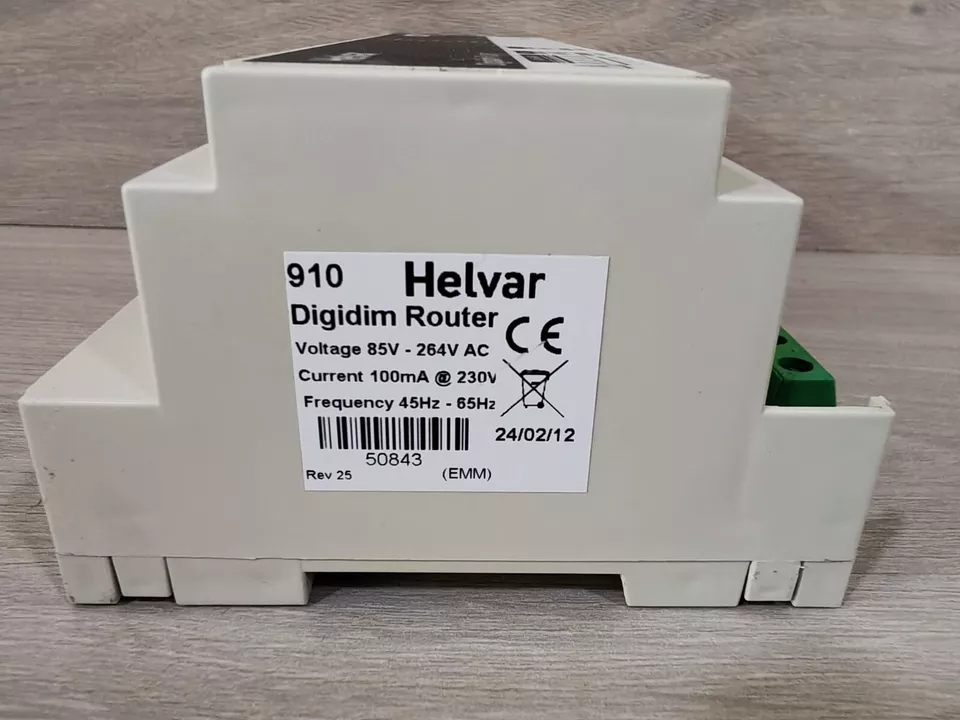 910 Helvar
Digidim Router
CE
Voltage 85V - 264V AC
Current 100mA @ 230V
Frequency 45Hz - 65Hz
24/02/12
50843
Rev 25 (EMM)